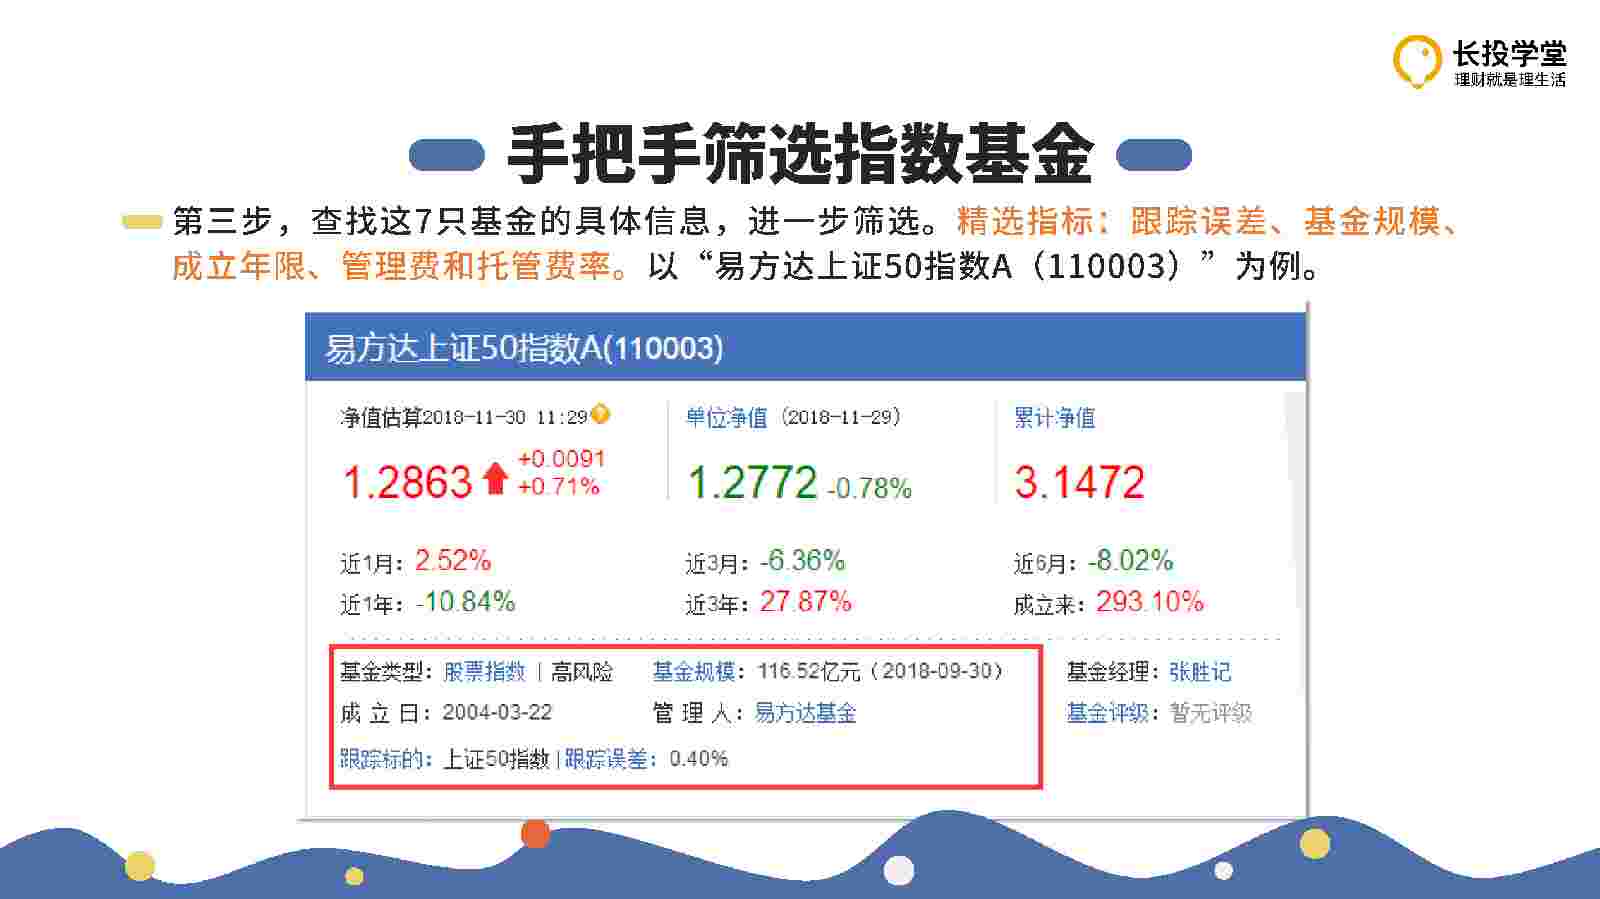 长投学堂
理财就是理生活
手把手筛选指数基金
第三步，查找这7只基金的具体信息，进一步筛选。精选指标：跟踪误差、基金规模、
成立年限、管理费和托管费率。以“易方达上证50指数A（110003）”为例。
易方达上证50指数A(110003)
净值估算2018-11-30 11:29 单位净值（2018-11-29） 累计净值
1.2863 +0.0091 +0.71% 1.2772 -0.78% 3.1472
近1月：2.52% 近3月：-6.36% 近6月：-8.02%
近1年：-10.84% 近3年：27.87% 成立来：293.10%
基金类型：股票指数 | 高风险 基金规模：116.52亿元（2018-09-30） 基金经理：张胜记
成 立 日：2004-03-22 管 理 人：易方达基金 基金评级：暂无评级
跟踪标的：上证50指数 | 跟踪误差：0.40%